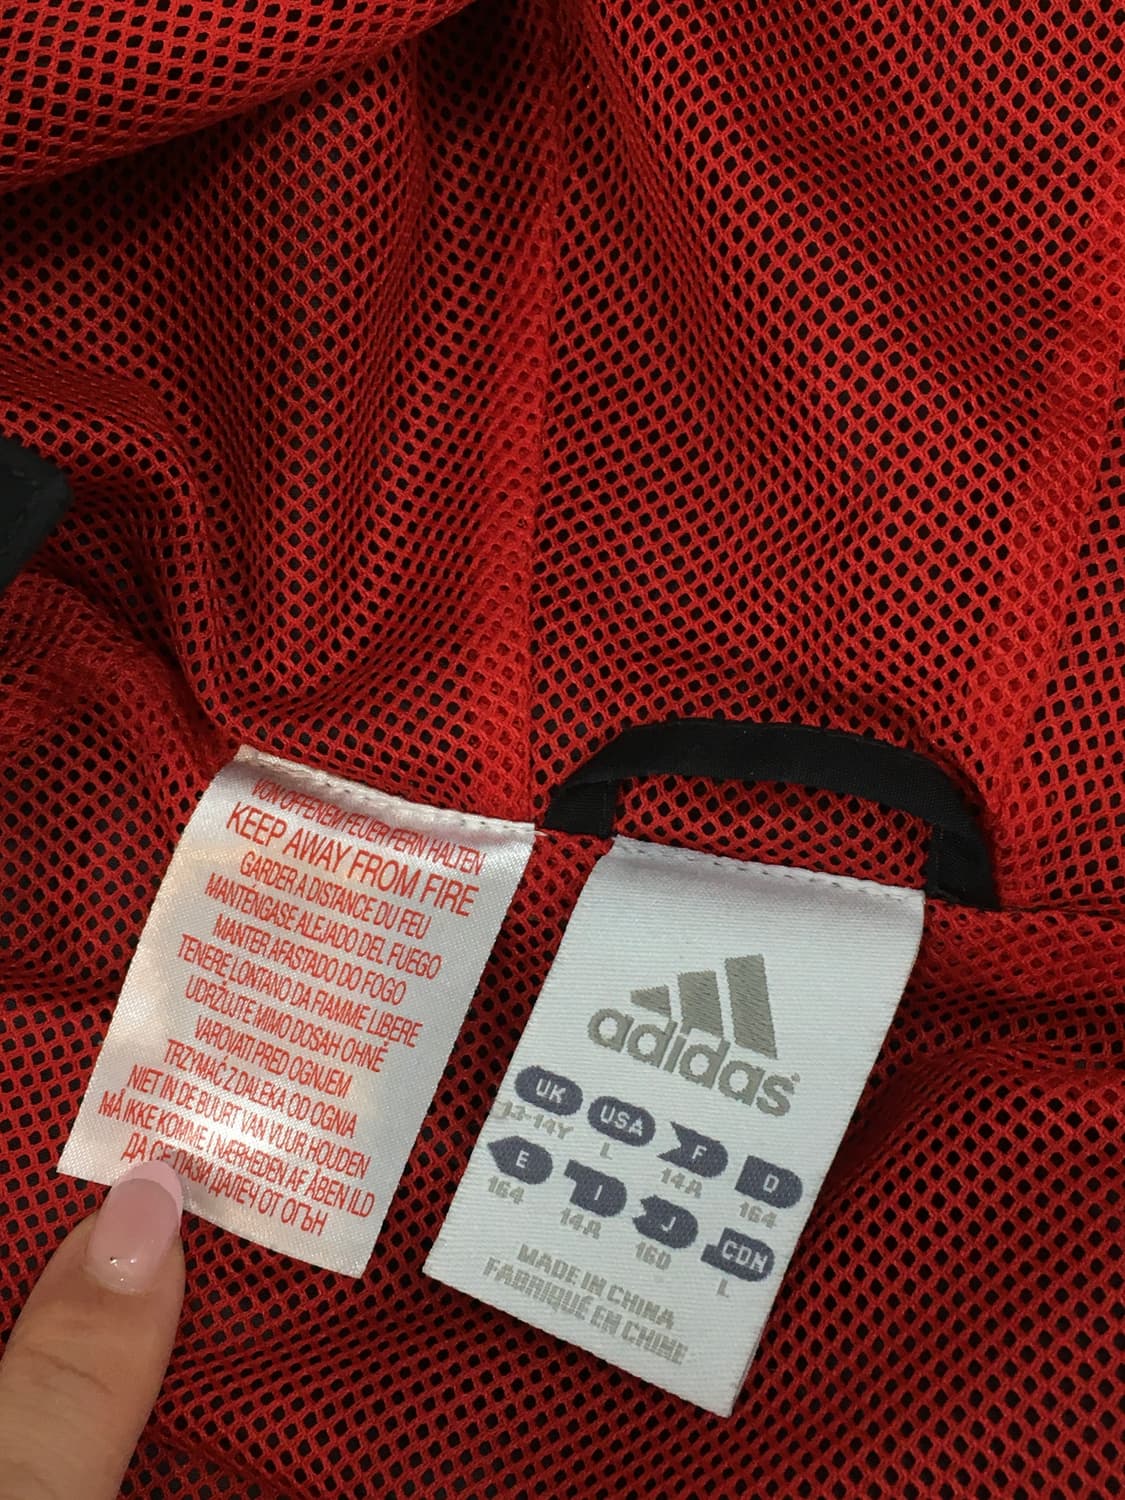 VON OFFENEM FEUER FERN HALTEN
KEEP AWAY FROM FIRE
GARDER A DISTANCE DU FEU
MANTÉNGASE ALEJADO DEL FUEGO
MANTER AFASTADO DO FOGO
TENERE LONTANO DA FIAMME LIBERE
UDRŽUJTE MIMO DOSAH OHNĚ
VAROVATI PRED OGNJEM
TRZYMAĆ Z DALEKA OD OGNIA
NIET IN DE BUURT VAN VUUR HOUDEN
MÅ IKKE KOMME I NÆRHEDEN AF ÅBEN ILD
ДА СЕ ПАЗИ ДАЛЕЧ ОТ ОГЪН
adidas
UK USA F D
13-14Y L 14A 164
E I J CDN
164 14A 160 L
MADE IN CHINA
FABRIQUÉ EN CHINE